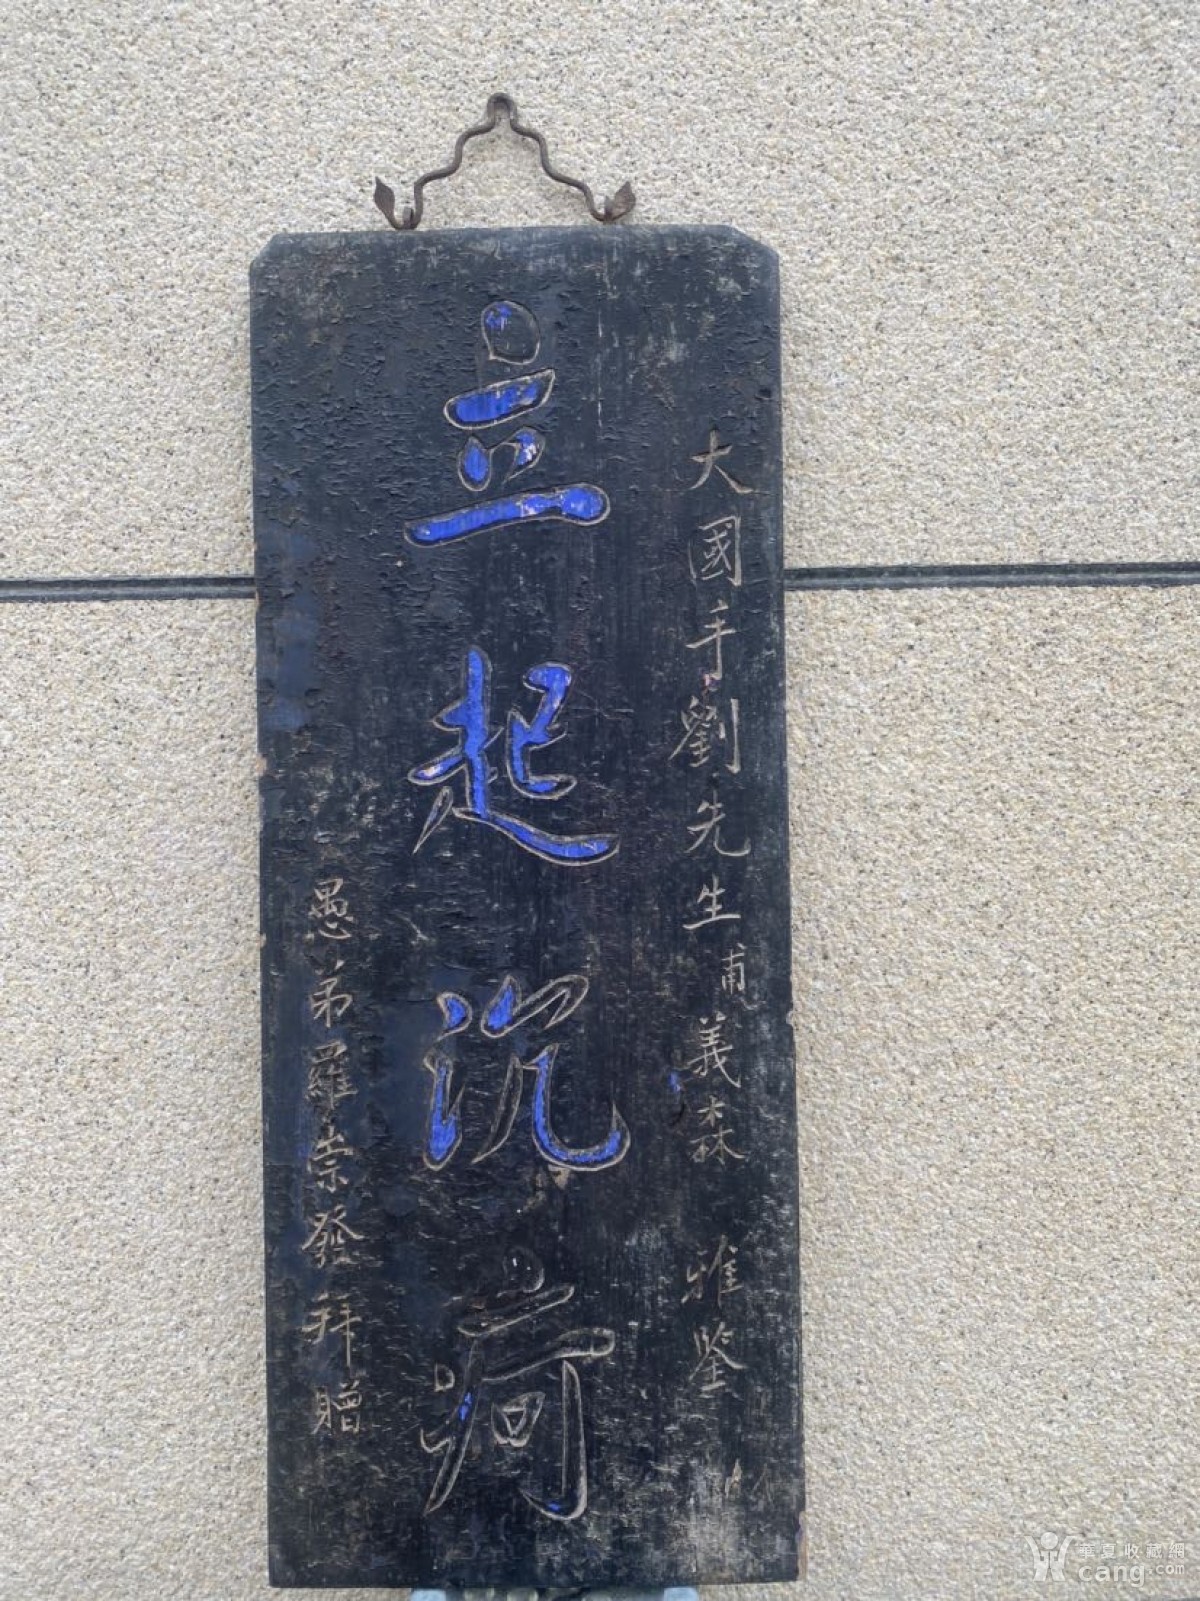 大國手劉先生甫義森雅鑒
立起沉疴
愚弟羅崇發拜贈
華夏收藏網
cang.com